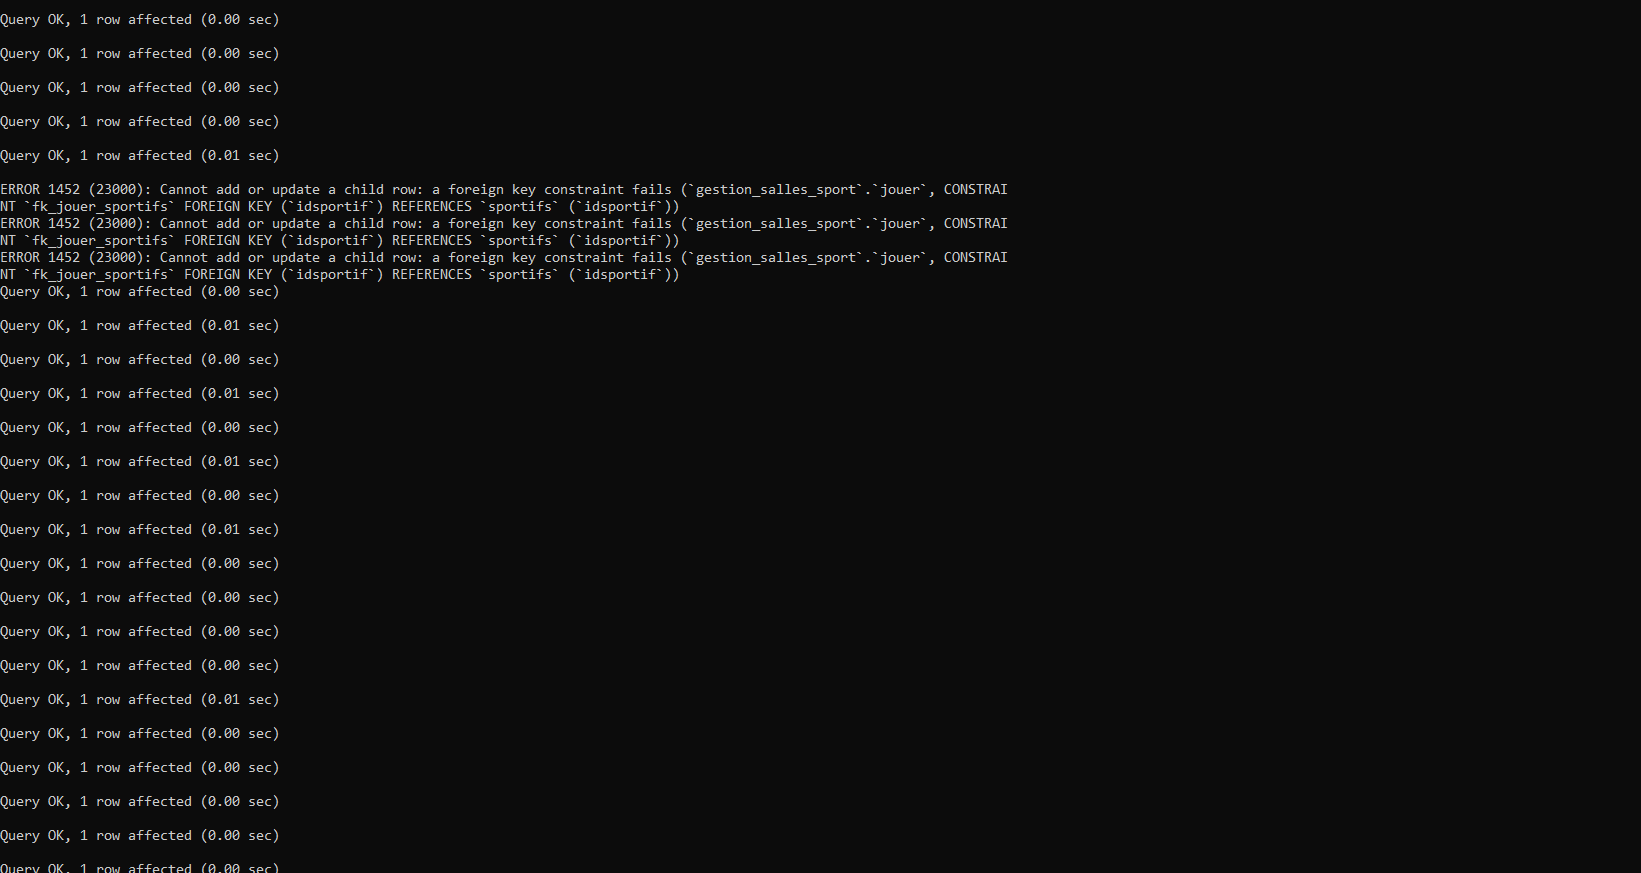 Query OK, 1 row affected (0.00 sec)
Query OK, 1 row affected (0.00 sec)
Query OK, 1 row affected (0.00 sec)
Query OK, 1 row affected (0.00 sec)
Query OK, 1 row affected (0.01 sec)
ERROR 1452 (23000): Cannot add or update a child row: a foreign key constraint fails (`gestion_salles_sport`.`jouer`, CONSTRAI
NT `fk_jouer_sportifs` FOREIGN KEY (`idsportif`) REFERENCES `sportifs` (`idsportif`))
ERROR 1452 (23000): Cannot add or update a child row: a foreign key constraint fails (`gestion_salles_sport`.`jouer`, CONSTRAI
NT `fk_jouer_sportifs` FOREIGN KEY (`idsportif`) REFERENCES `sportifs` (`idsportif`))
ERROR 1452 (23000): Cannot add or update a child row: a foreign key constraint fails (`gestion_salles_sport`.`jouer`, CONSTRAI
NT `fk_jouer_sportifs` FOREIGN KEY (`idsportif`) REFERENCES `sportifs` (`idsportif`))
Query OK, 1 row affected (0.00 sec)
Query OK, 1 row affected (0.01 sec)
Query OK, 1 row affected (0.00 sec)
Query OK, 1 row affected (0.01 sec)
Query OK, 1 row affected (0.00 sec)
Query OK, 1 row affected (0.01 sec)
Query OK, 1 row affected (0.00 sec)
Query OK, 1 row affected (0.01 sec)
Query OK, 1 row affected (0.00 sec)
Query OK, 1 row affected (0.00 sec)
Query OK, 1 row affected (0.00 sec)
Query OK, 1 row affected (0.00 sec)
Query OK, 1 row affected (0.01 sec)
Query OK, 1 row affected (0.00 sec)
Query OK, 1 row affected (0.00 sec)
Query OK, 1 row affected (0.00 sec)
Query OK, 1 row affected (0.00 sec)
Query OK, 1 row affected (0.00 sec)